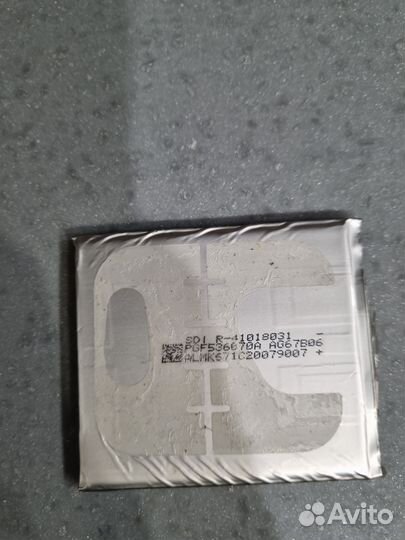 SDI R-41018031 -
PGF536670A AG67B06
ALMK671C20079007 +
Avito